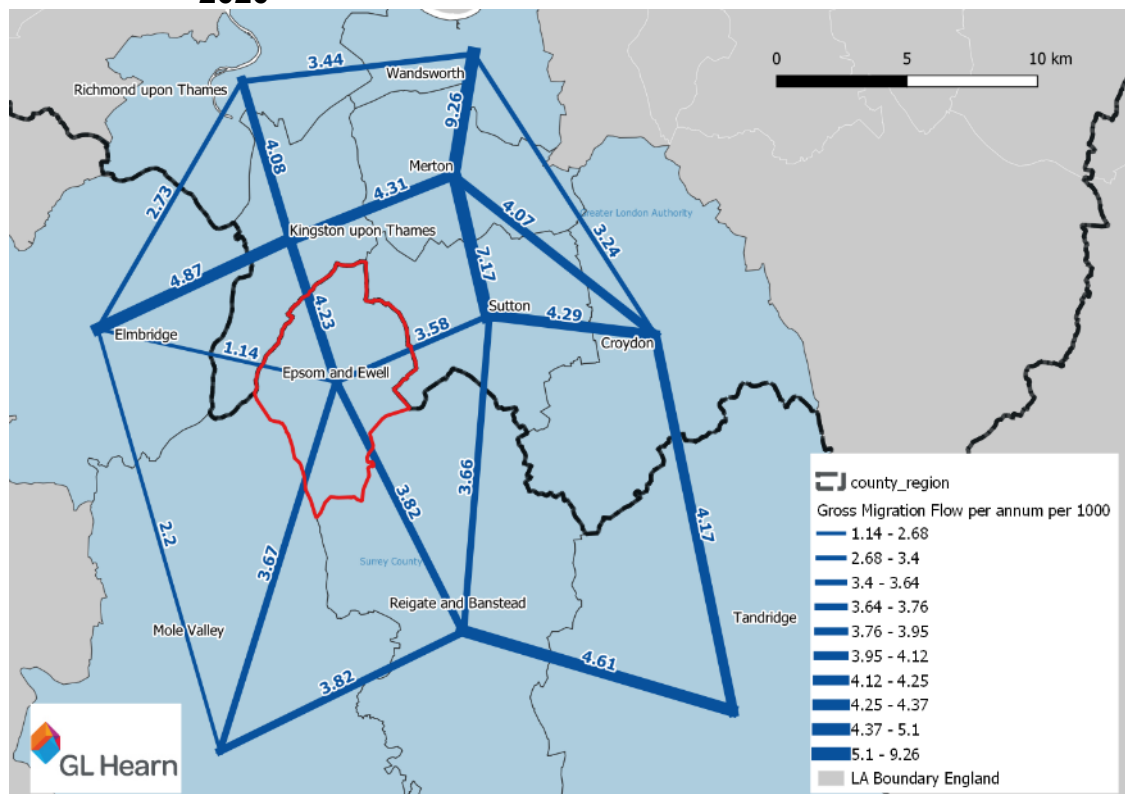 3.44
Wandsworth
Richmond upon Thames
0 5 10 km
9.26
4.08
Merton
2.73
4.31
4.07
Greater London Authority
Kingston upon Thames
3.24
4.87
7.17
4.23
Sutton
3.58
4.29
Elmbridge
Croydon
1.14
Epsom and Ewell
3.66
3.82
4.17
2.2
3.67
Surrey County
Reigate and Banstead
Tandridge
Mole Valley
4.61
3.82
county_region
Gross Migration Flow per annum per 1000
1.14 - 2.68
2.68 - 3.4
3.4 - 3.64
3.64 - 3.76
3.76 - 3.95
3.95 - 4.12
4.12 - 4.25
4.25 - 4.37
4.37 - 5.1
5.1 - 9.26
LA Boundary England
GL Hearn